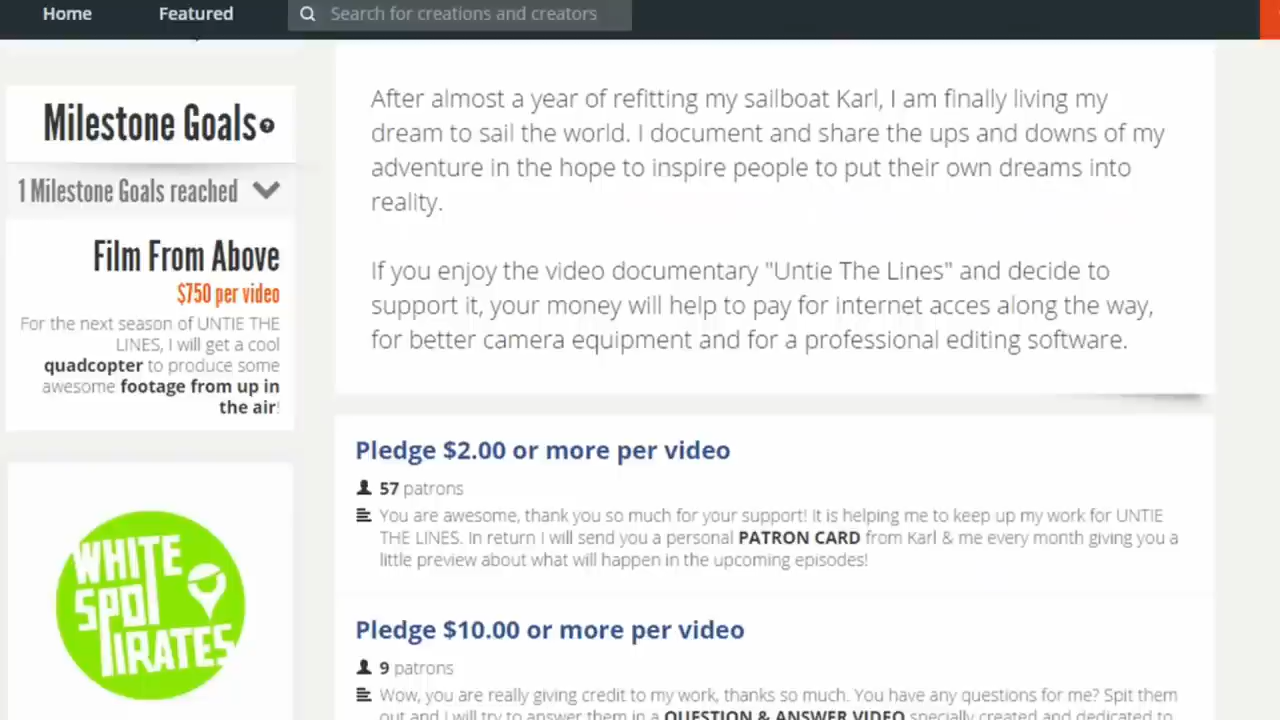 Home Featured Search for creations and creators
Milestone Goals
1 Milestone Goals reached
Film From Above
$750 per video
For the next season of UNTIE THE
LINES, I will get a cool
quadcopter to produce some
awesome footage from up in
the air!
WHITE
SPOT
PIRATES
After almost a year of refitting my sailboat Karl, I am finally living my
dream to sail the world. I document and share the ups and downs of my
adventure in the hope to inspire people to put their own dreams into
reality.
If you enjoy the video documentary "Untie The Lines" and decide to
support it, your money will help to pay for internet acces along the way,
for better camera equipment and for a professional editing software.
Pledge $2.00 or more per video
57 patrons
You are awesome, thank you so much for your support! It is helping me to keep up my work for UNTIE
THE LINES. In return I will send you a personal PATRON CARD from Karl & me every month giving you a
little preview about what will happen in the upcoming episodes!
Pledge $10.00 or more per video
9 patrons
Wow, you are really giving credit to my work, thanks so much. You have any questions for me? Spit them
out and I will try to answer them in a QUESTION & ANSWER VIDEO specially created and dedicated to